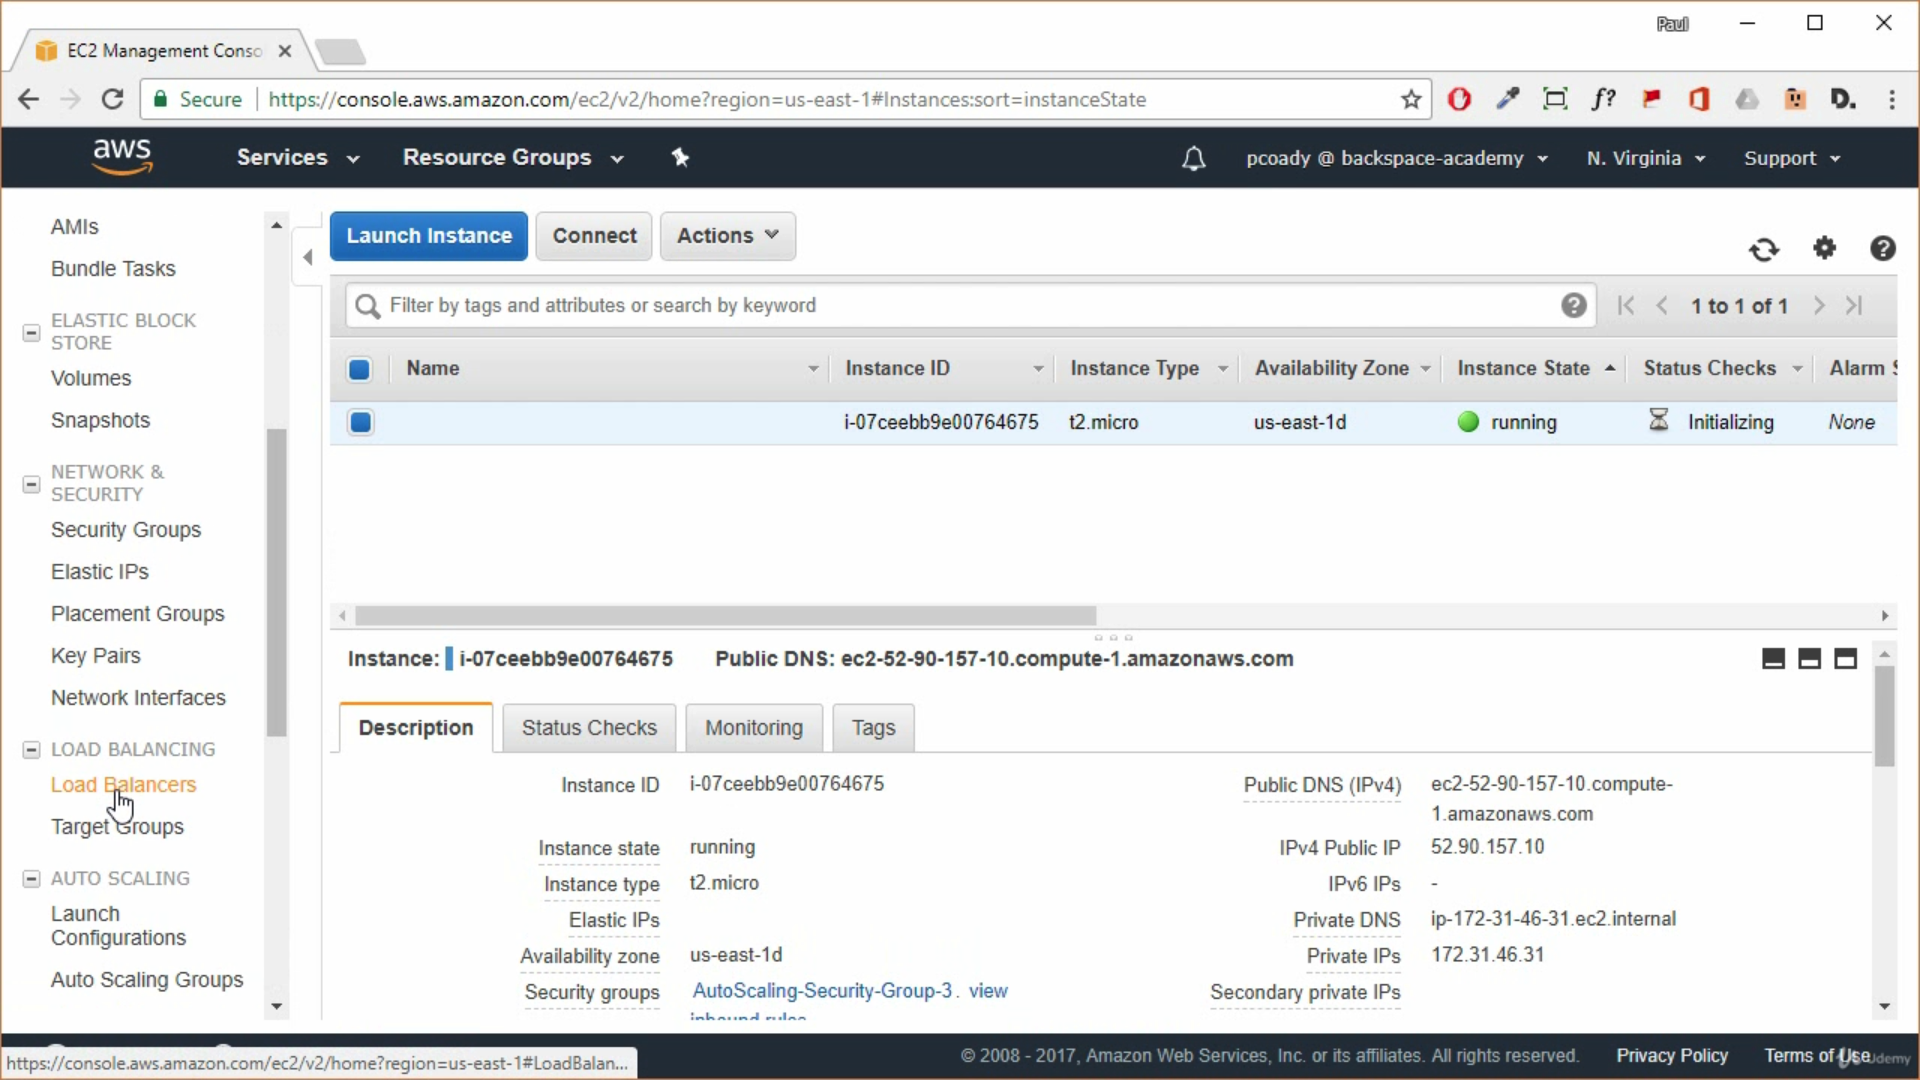 Paul
EC2 Management Conso
Secure https://console.aws.amazon.com/ec2/v2/home?region=us-east-1#Instances:sort=instanceState
f?
D.
aws Services Resource Groups pcoady @ backspace-academy N. Virginia Support
AMIs
Bundle Tasks
ELASTIC BLOCK
STORE
Volumes
Snapshots
NETWORK &
SECURITY
Security Groups
Elastic IPs
Placement Groups
Key Pairs
Network Interfaces
LOAD BALANCING
Load Balancers
Target Groups
AUTO SCALING
Launch
Configurations
Auto Scaling Groups
Launch Instance Connect Actions
Filter by tags and attributes or search by keyword
1 to 1 of 1
Name Instance ID Instance Type Availability Zone Instance State Status Checks Alarm S
i-07ceebb9e00764675 t2.micro us-east-1d running Initializing None
Instance: i-07ceebb9e00764675 Public DNS: ec2-52-90-157-10.compute-1.amazonaws.com
Description Status Checks Monitoring Tags
Instance ID i-07ceebb9e00764675
Instance state running
Instance type t2.micro
Elastic IPs
Availability zone us-east-1d
Security groups AutoScaling-Security-Group-3. view
inbound rules
Public DNS (IPv4) ec2-52-90-157-10.compute-
1.amazonaws.com
IPv4 Public IP 52.90.157.10
IPv6 IPs -
Private DNS ip-172-31-46-31.ec2.internal
Private IPs 172.31.46.31
Secondary private IPs
https://console.aws.amazon.com/ec2/v2/home?region=us-east-1#LoadBalan...
© 2008 - 2017, Amazon Web Services, Inc. or its affiliates. All rights reserved. Privacy Policy Terms of Use
Udemy